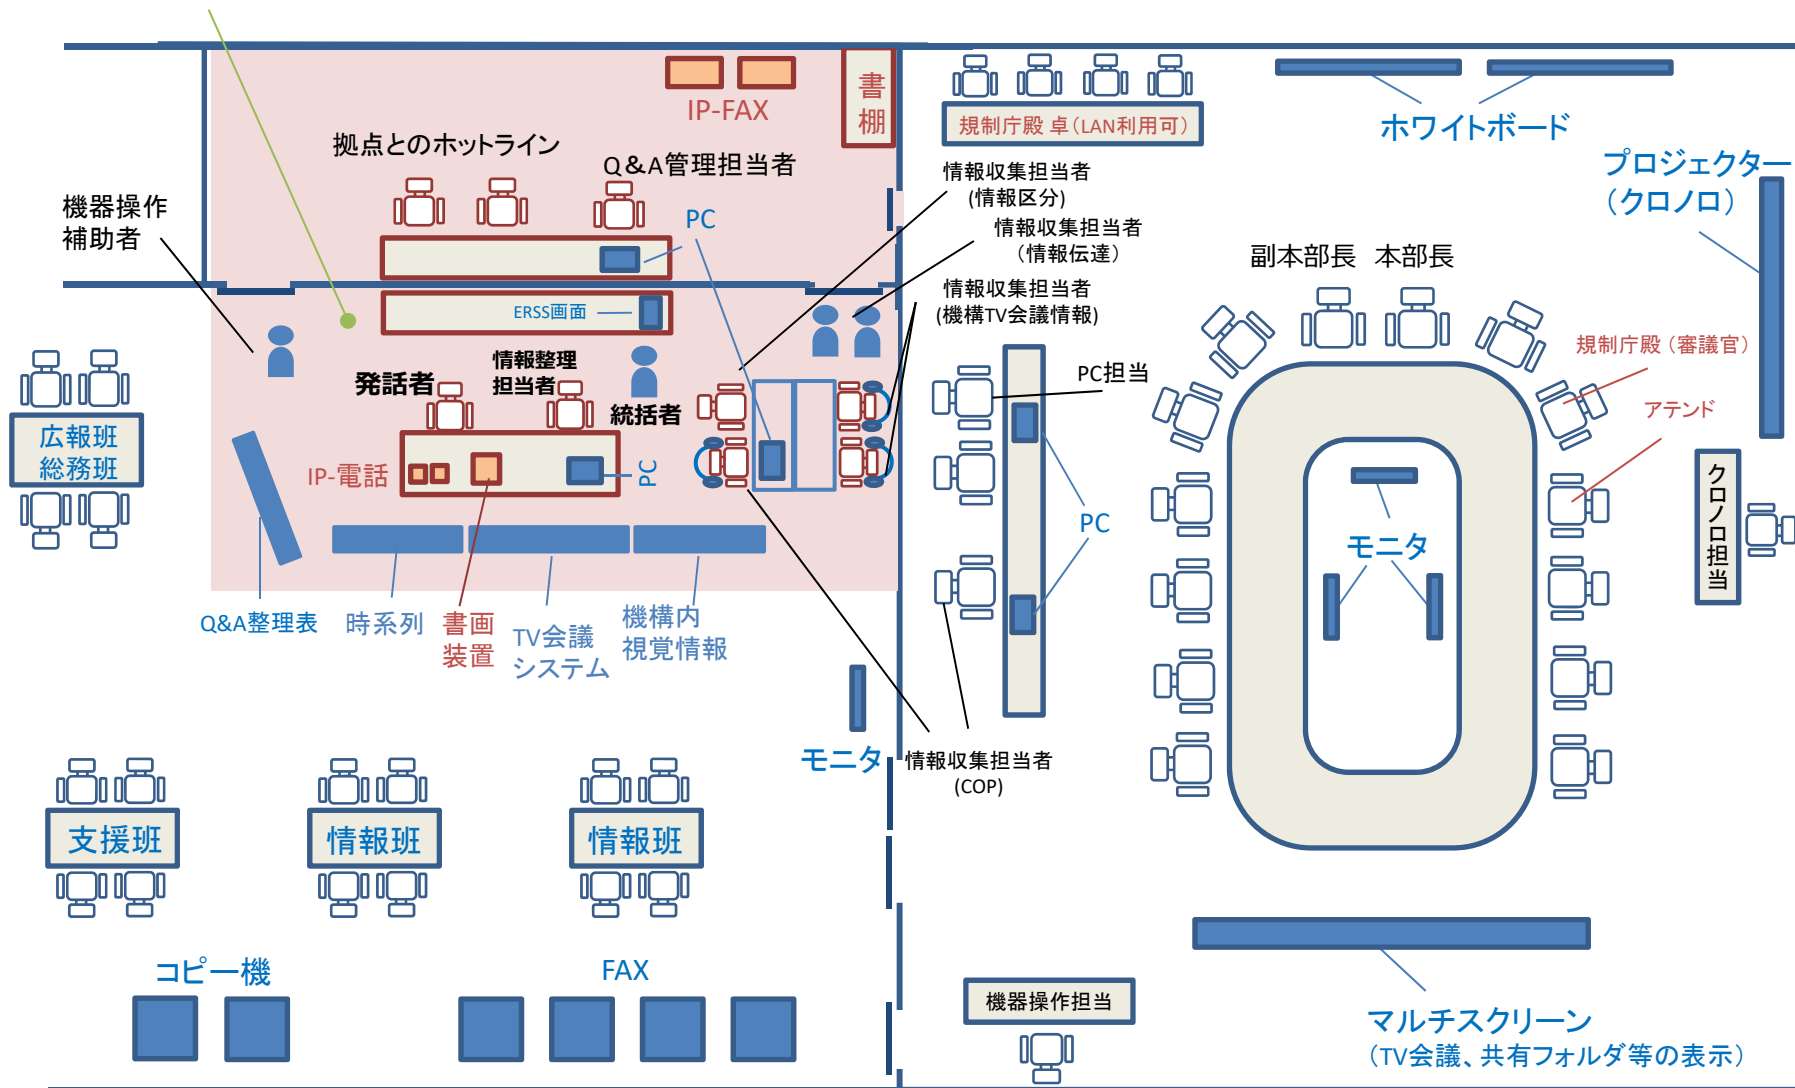 IP-FAX
書
棚
拠点とのホットライン
Q&A管理担当者
PC
機器操作
補助者
ERSS画面
発話者
情報整理
担当者
統括者
IP-電話
PC
広報班
総務班
Q&A整理表
時系列
書画
装置
TV会議
システム
機構内
視覚情報
モニタ
支援班
情報班
情報班
コピー機
FAX
規制庁殿 卓(LAN利用可)
情報収集担当者
(情報区分)
情報収集担当者
(情報伝達)
情報収集担当者
(機構TV会議情報)
PC担当
PC
情報収集担当者
(COP)
ホワイトボード
プロジェクター
(クロノロ)
副本部長 本部長
規制庁殿(審議官)
アテンド
モニタ
クロノロ担当
機器操作担当
マルチスクリーン
(TV会議、共有フォルダ等の表示)